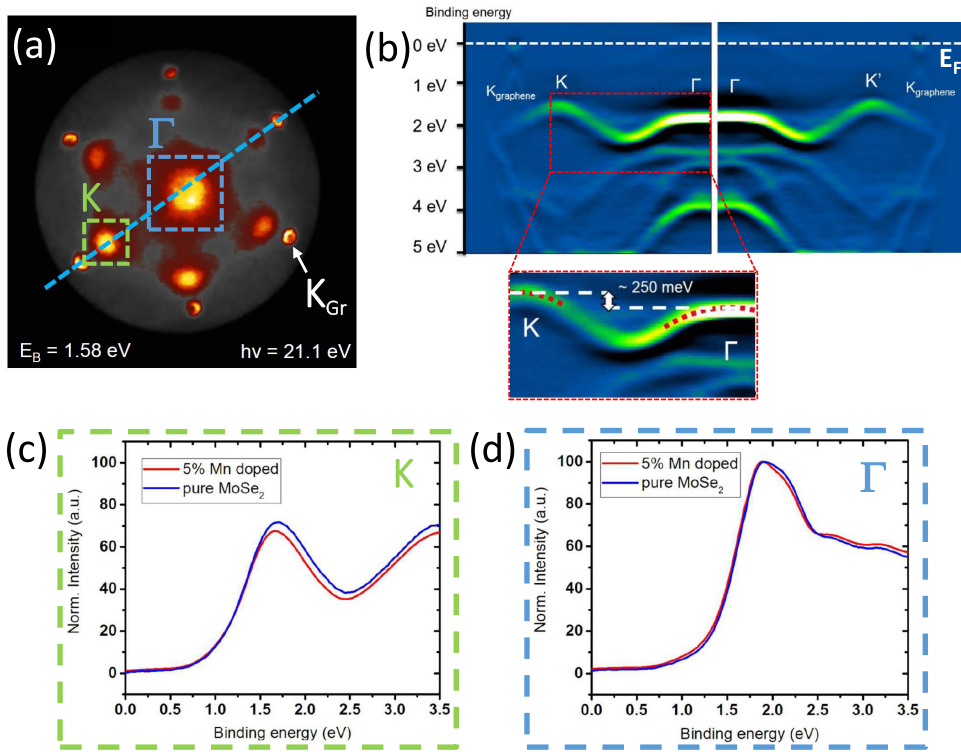 (a)
Γ
K
K_Gr
E_B = 1.58 eV
hν = 21.1 eV
Binding energy
(b)
0 eV
E_F
1 eV
K_graphene
K
Γ
Γ
K'
K_graphene
2 eV
3 eV
4 eV
5 eV
~ 250 meV
K
Γ
(c)
K
5% Mn doped
pure MoSe₂
Norm. Intensity (a.u.)
100
80
60
40
20
0
0.0 0.5 1.0 1.5 2.0 2.5 3.0 3.5
Binding energy (eV)
(d)
Γ
5% Mn doped
pure MoSe₂
Norm. Intensity (a.u.)
100
80
60
40
20
0
0.0 0.5 1.0 1.5 2.0 2.5 3.0 3.5
Binding energy (eV)